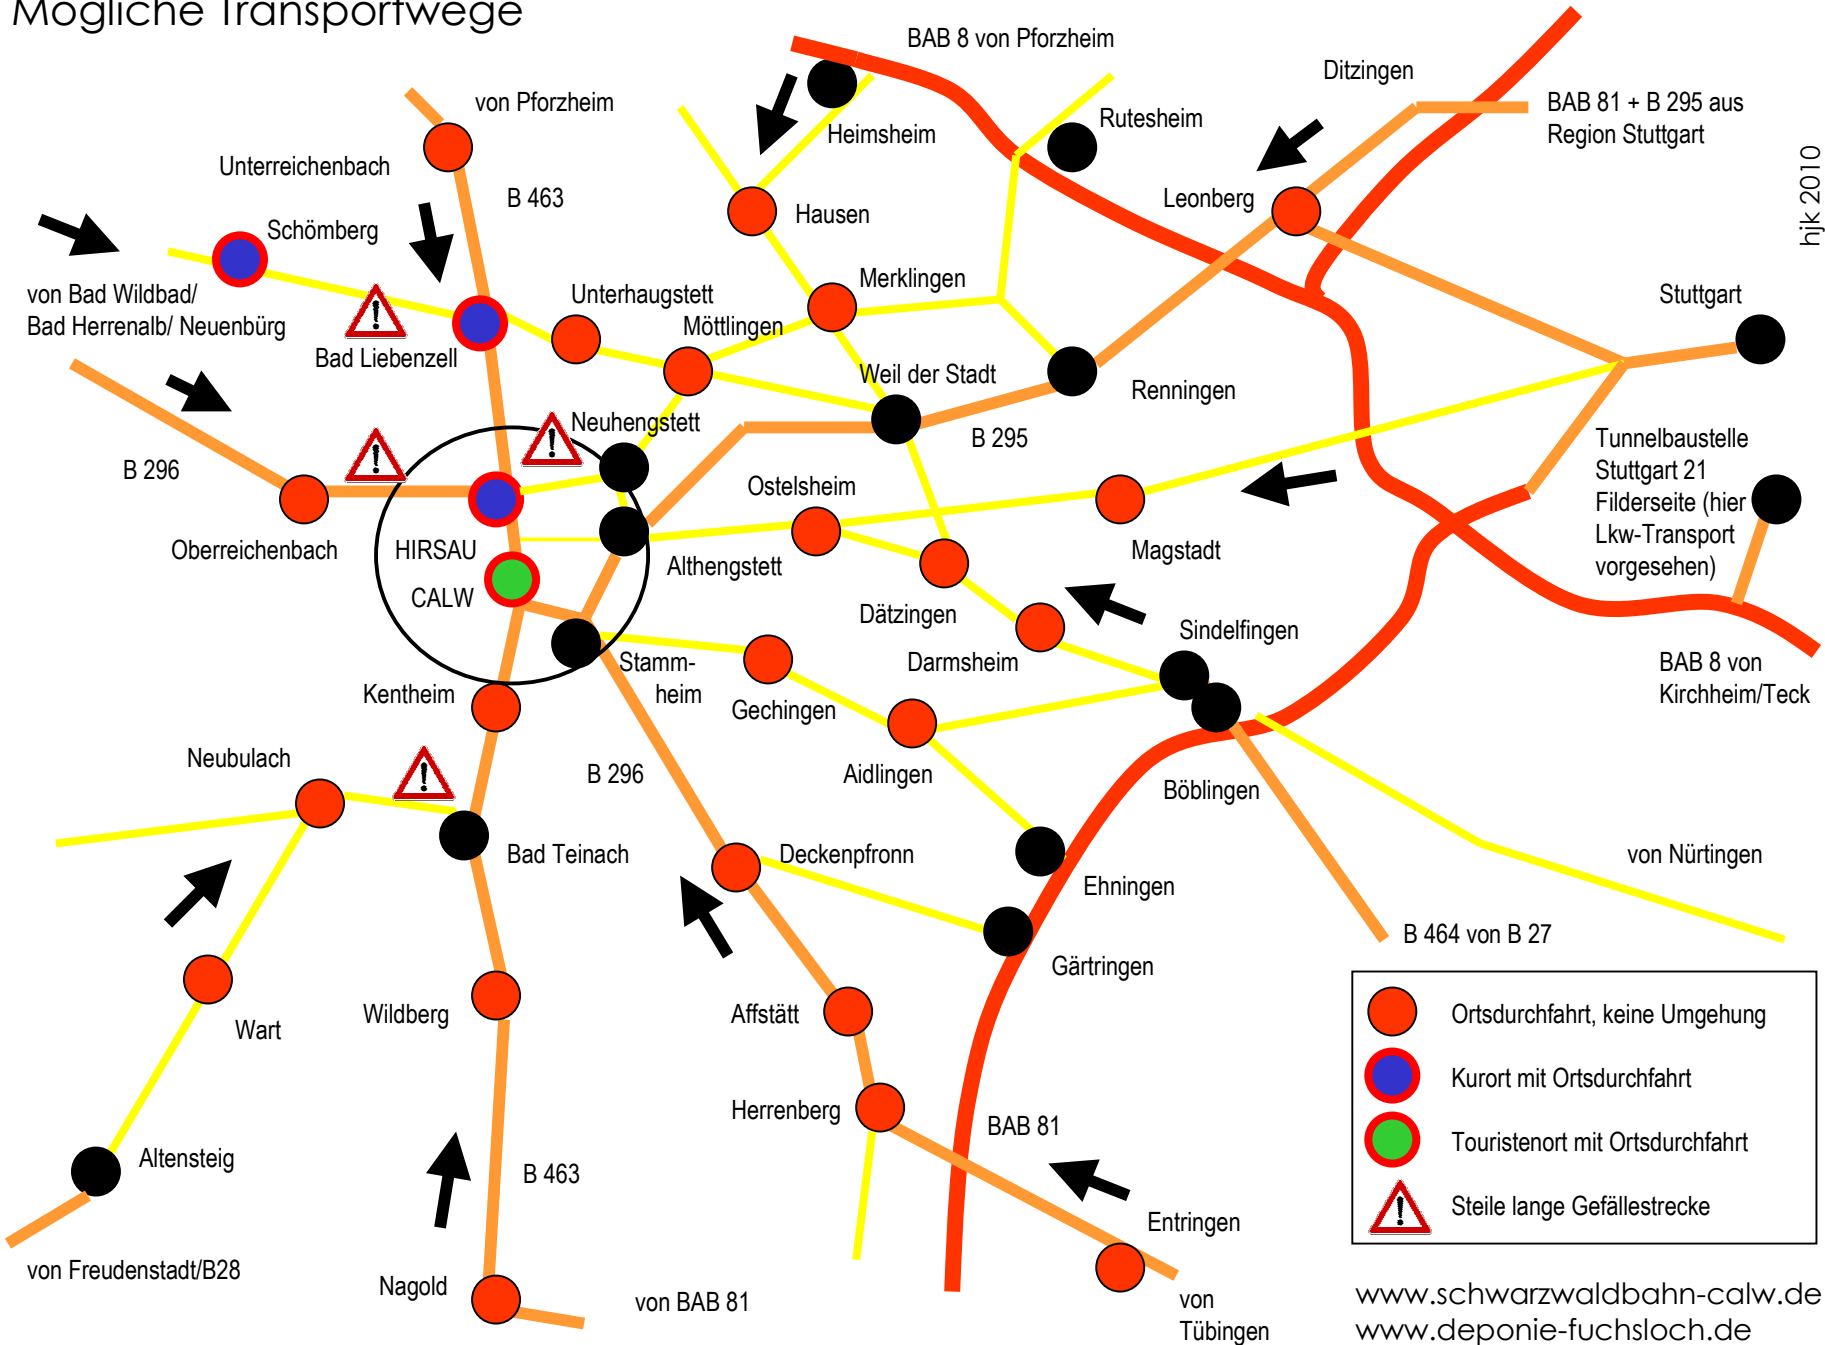 Mögliche Transportwege
BAB 8 von Pforzheim
Ditzingen
von Pforzheim
BAB 81 + B 295 aus
Region Stuttgart
Heimsheim
Rutesheim
hjk 2010
Unterreichenbach
B 463
Leonberg
Hausen
Schömberg
von Bad Wildbad/
Bad Herrenalb/ Neuenbürg
Unterhaugstett
Merklingen
Möttlingen
Stuttgart
Bad Liebenzell
Weil der Stadt
Renningen
Neuhengstett
B 295
B 296
Tunnelbaustelle
Stuttgart 21
Filderseite (hier
Lkw-Transport
vorgesehen)
Ostelsheim
Oberreichenbach
HIRSAU
Althengstett
Magstadt
CALW
Dätzingen
Sindelfingen
Darmsheim
Stamm-
heim
BAB 8 von
Kirchheim/Teck
Kentheim
Gechingen
Neubulach
B 296
Aidlingen
Böblingen
Bad Teinach
Deckenpfronn
Ehningen
von Nürtingen
B 464 von B 27
Gärtringen
Wart
Wildberg
Affstätt
Ortsdurchfahrt, keine Umgehung
Kurort mit Ortsdurchfahrt
Touristenort mit Ortsdurchfahrt
Steile lange Gefällestrecke
Herrenberg
BAB 81
Altensteig
B 463
Entringen
von Freudenstadt/B28
Nagold
von BAB 81
von
Tübingen
www.schwarzwaldbahn-calw.de
www.deponie-fuchsloch.de